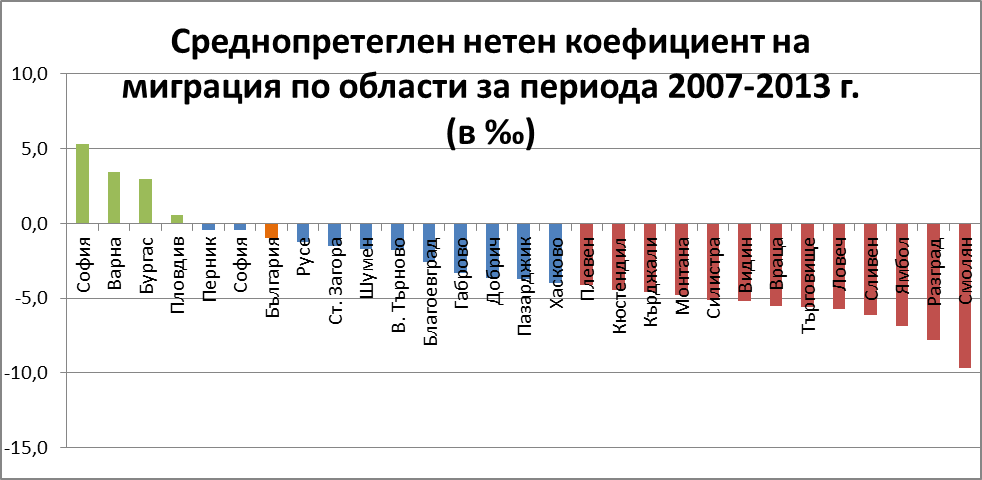 Среднопретеглен нетен коефициент на
миграция по области за периода 2007-2013 г.
(в ‰)
10,0
5,0
0,0
-5,0
-10,0
-15,0
София
Варна
Бургас
Пловдив
Перник
София
България
Русе
Ст. Загора
Шумен
В. Търново
Благоевград
Габрово
Добрич
Пазарджик
Хасково
Плевен
Кюстендил
Кърджали
Монтана
Силистра
Видин
Враца
Търговище
Ловеч
Сливен
Ямбол
Разград
Смолян